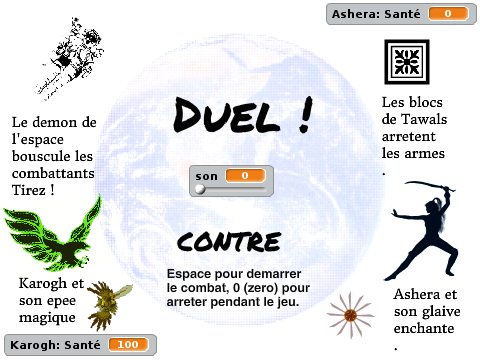 Ashera: Santé 0
Le demon de
l'espace
bouscule les
combattants
Tirez !
DUEL !
Les blocs
de Tawals
arretent
les armes
.
son 0
CONTRE
Espace pour demarrer
le combat, 0 (zero) pour
arreter pendant le jeu.
Karogh et
son epee
magique
Ashera et
son glaive
enchante
.
Karogh: Santé 100